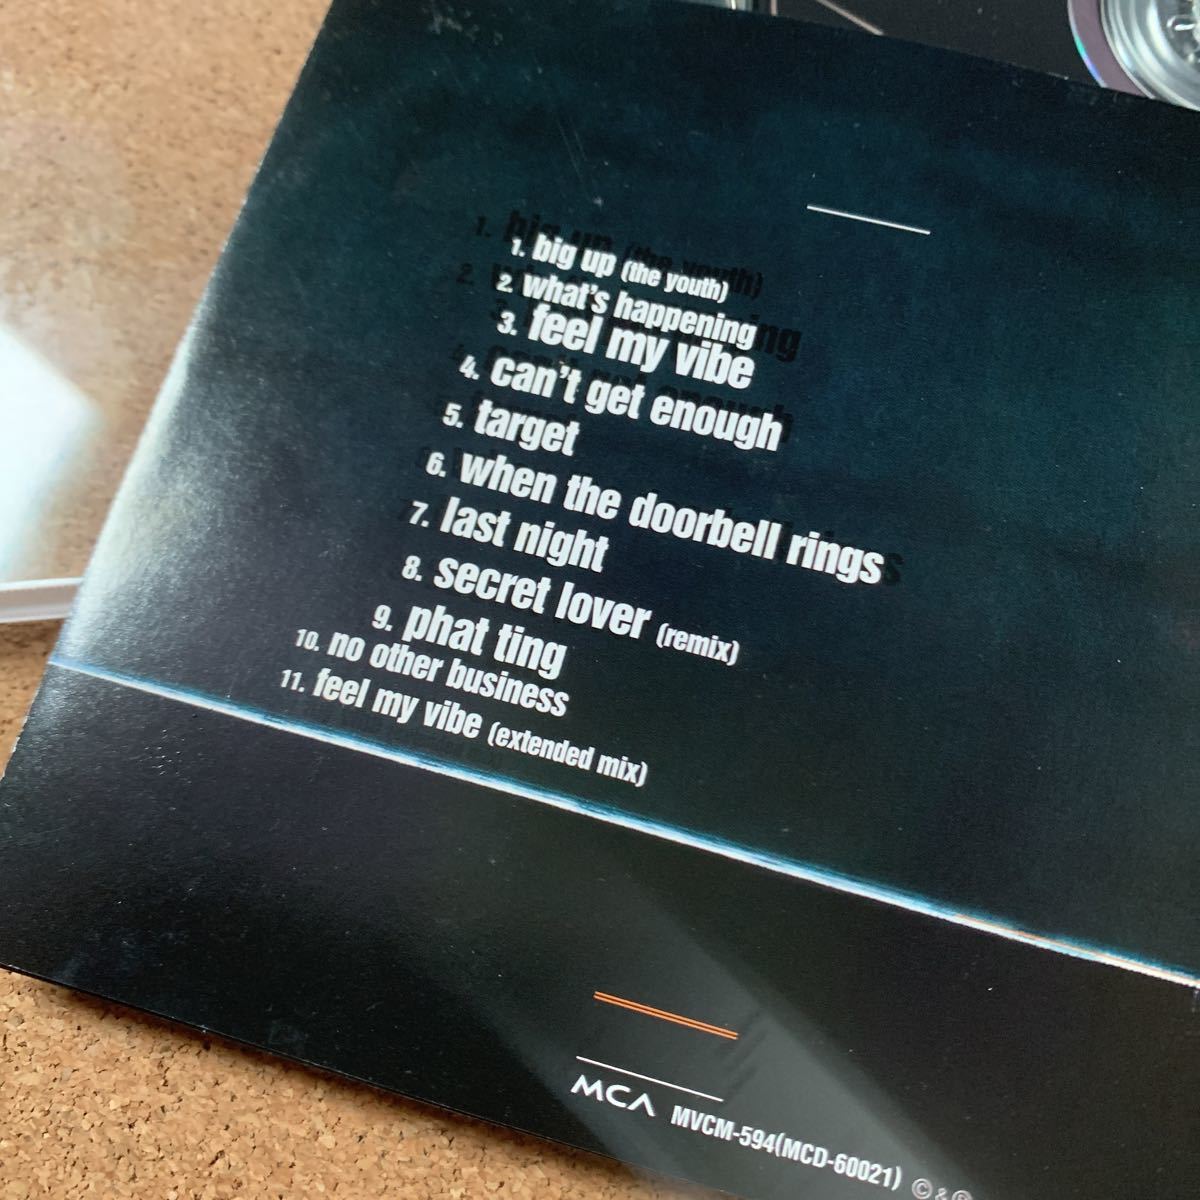 1. big up (the youth)
2. what's happening
3. feel my vibe
4. can't get enough
5. target
6. when the doorbell rings
7. last night
8. secret lover (remix)
9. phat ting
10. no other business
11. feel my vibe (extended mix)
MCA MVCM-594(MCD-60021) © & ℗